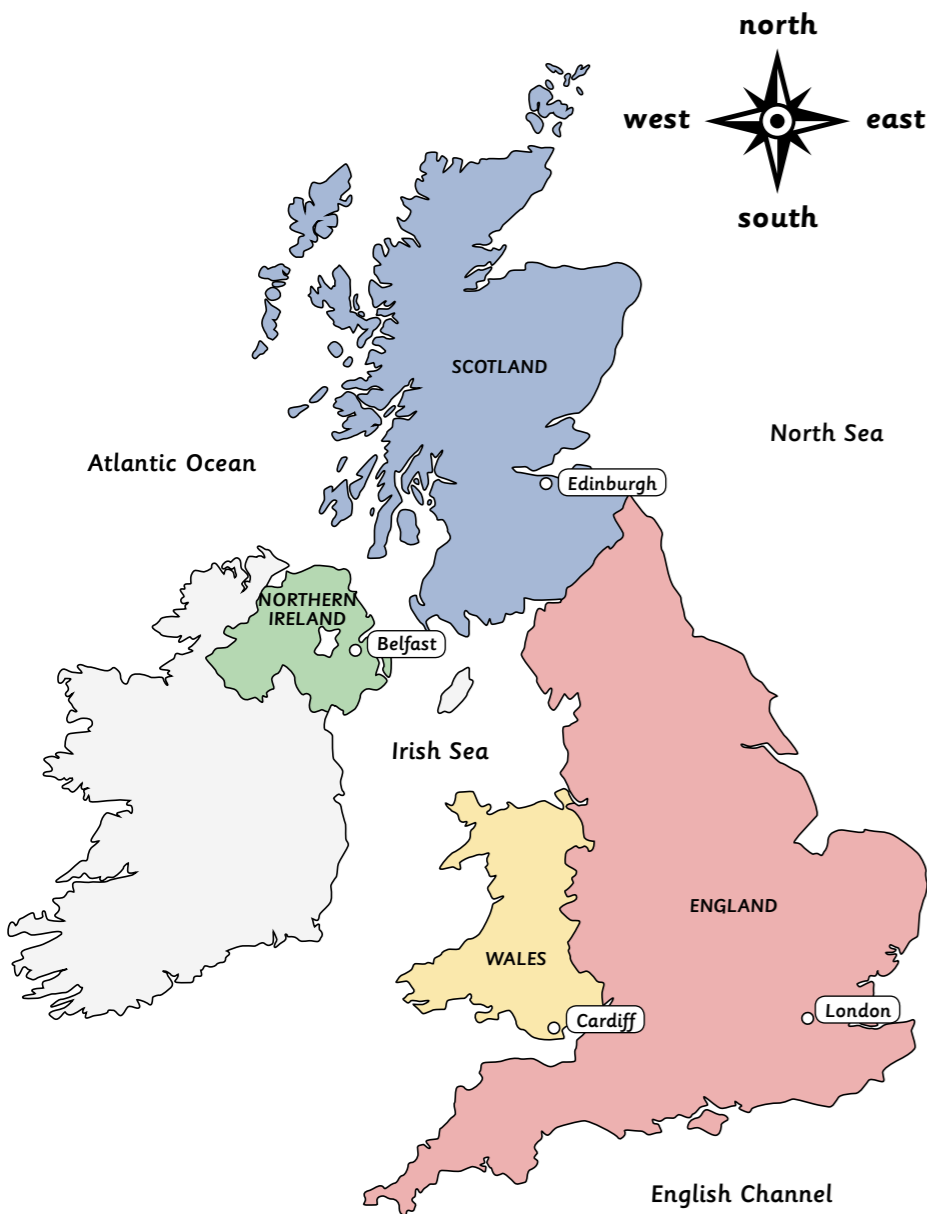 north
west
east
south
SCOTLAND
North Sea
Atlantic Ocean
Edinburgh
NORTHERN
IRELAND
Belfast
Irish Sea
ENGLAND
WALES
London
Cardiff
English Channel